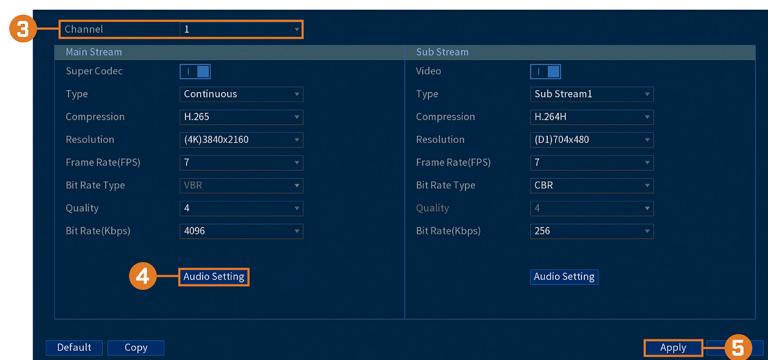 3 Channel 1
Main Stream Sub Stream
Super Codec Video
Type Continuous Type Sub Stream1
Compression H.265 Compression H.264H
Resolution (4K)3840x2160 Resolution (D1)704x480
Frame Rate(FPS) 7 Frame Rate(FPS) 7
Bit Rate Type VBR Bit Rate Type CBR
Quality 4 Quality 4
Bit Rate(Kbps) 4096 Bit Rate(Kbps) 256
4 Audio Setting Audio Setting
Default Copy Apply 5